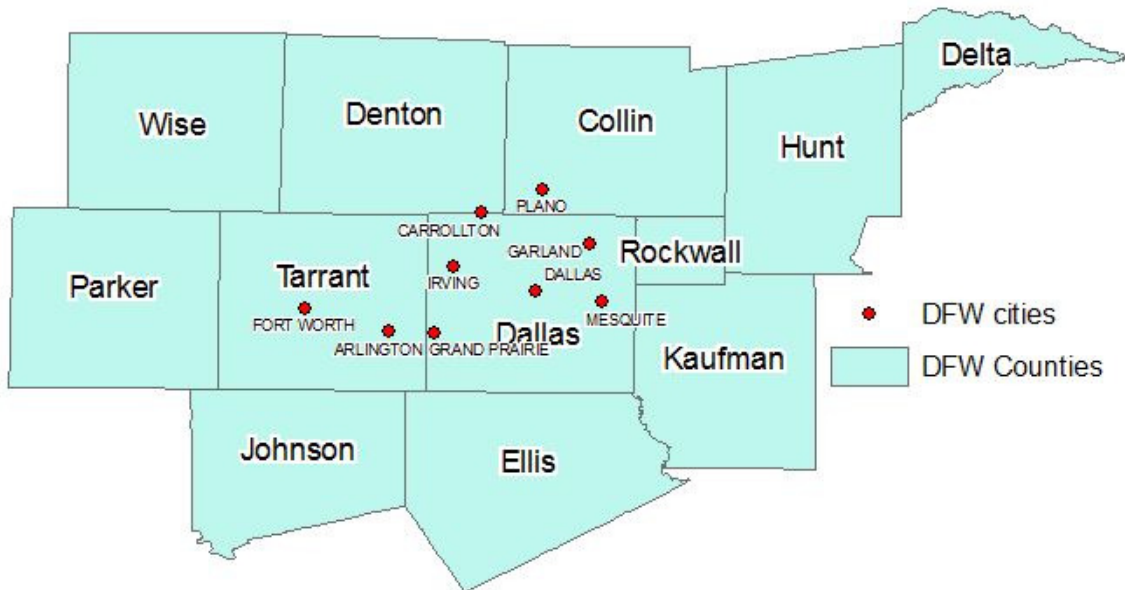 Delta
Wise
Denton
Collin
Hunt
PLANO
CARROLLTON
GARLAND
Rockwall
Parker
Tarrant
IRVING
DALLAS
FORT WORTH
MESQUITE
DFW cities
ARLINGTON
GRAND PRAIRIE
Dallas
Kaufman
DFW Counties
Johnson
Ellis